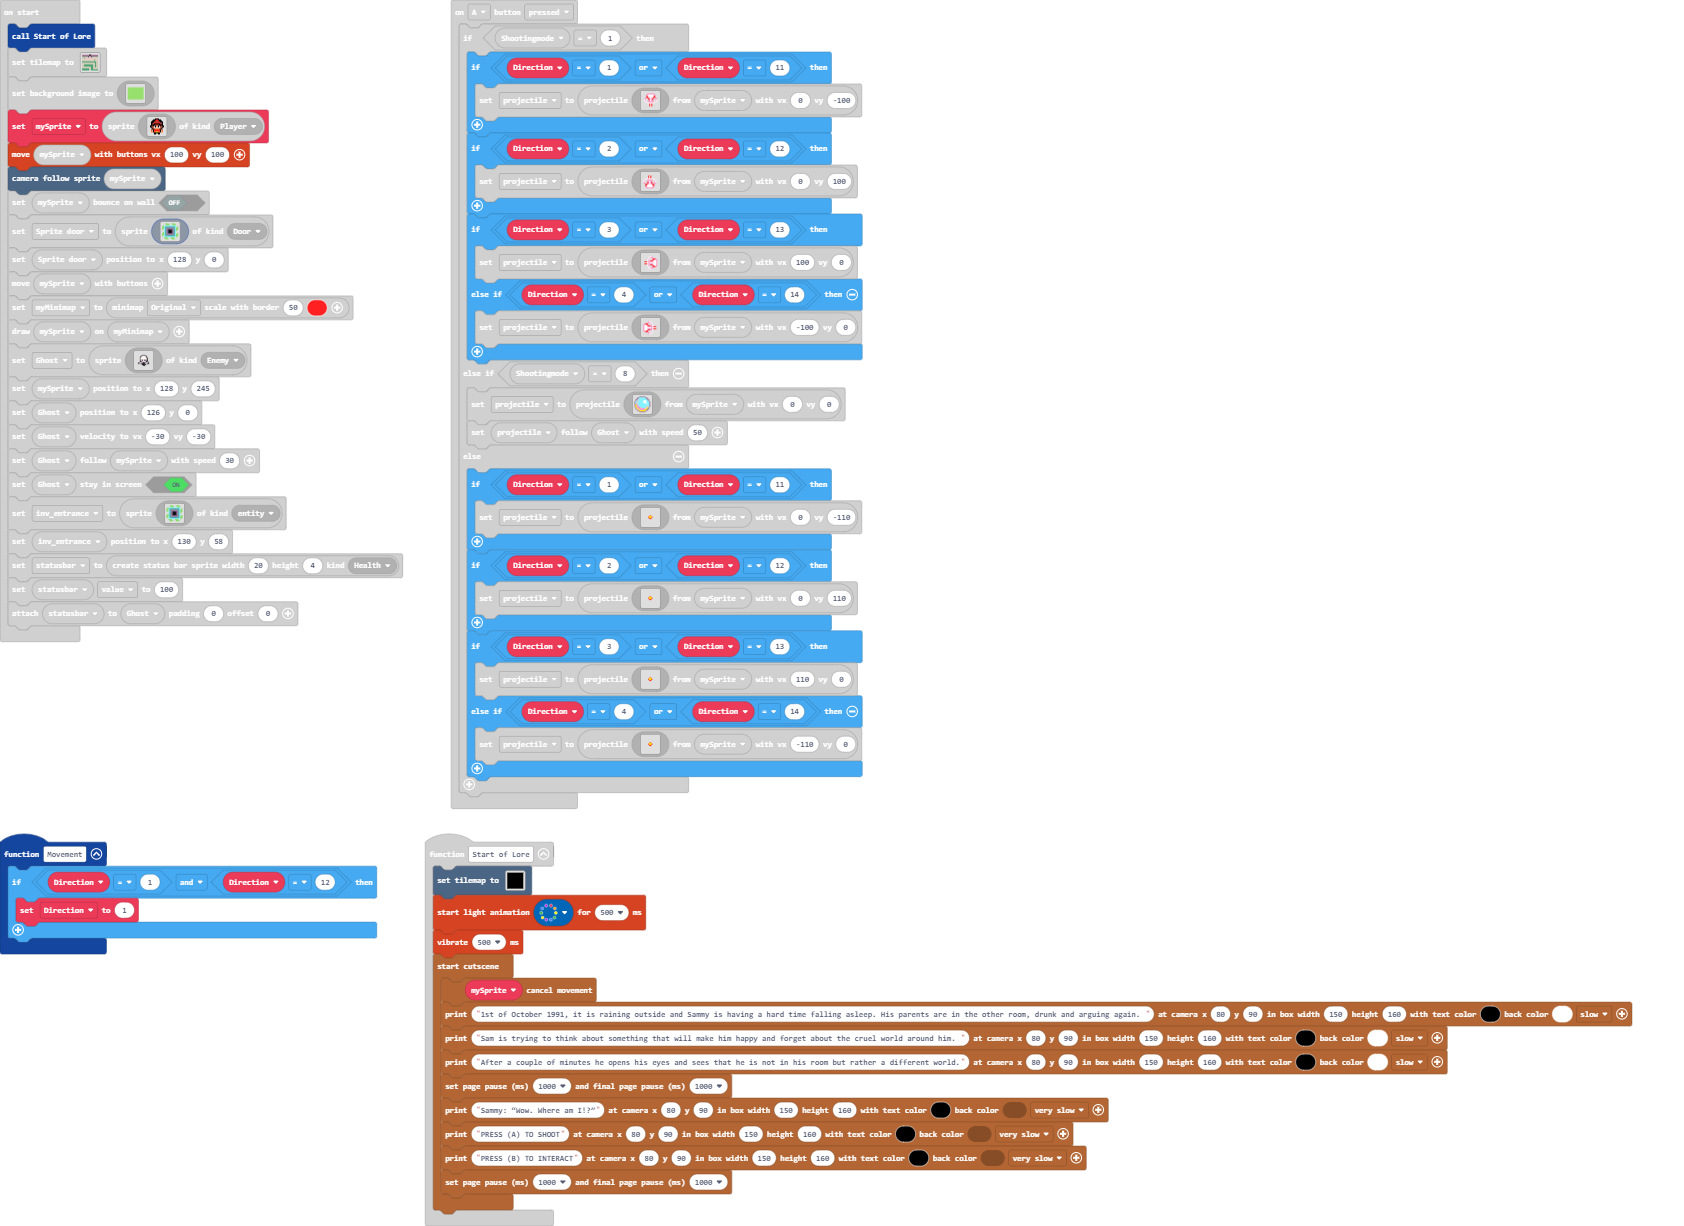 on start
call Start of Lore
set tilemap to
set background image to
set mySprite to sprite of kind Player
move mySprite with buttons vx 100 vy 100
camera follow sprite mySprite
set mySprite bounce on wall OFF
set Sprite door to sprite of kind Door
set Sprite door position to x 128 y 0
move mySprite with buttons
set myMinimap to minimap Original scale with border 50
draw mySprite on myMinimap
set Ghost to sprite of kind Enemy
set mySprite position to x 128 y 245
set Ghost position to x 126 y 0
set Ghost velocity to vx -30 vy -30
set Ghost follow mySprite with speed 30
set Ghost stay in screen ON
set inv_entrance to sprite of kind entity
set inv_entrance position to x 130 y 58
set statusbar to create status bar sprite width 20 height 4 kind Health
set statusbar value to 100
attach statusbar to Ghost padding 0 offset 0
on A button pressed
if Shootingmode = 1 then
if Direction = 1 or Direction = 11 then
set projectile to projectile from mySprite with vx 0 vy -100
if Direction = 2 or Direction = 12 then
set projectile to projectile from mySprite with vx 0 vy 100
if Direction = 3 or Direction = 13 then
set projectile to projectile from mySprite with vx 100 vy 0
else if Direction = 4 or Direction = 14 then
set projectile to projectile from mySprite with vx -100 vy 0
else if Shootingmode = 8 then
set projectile to projectile from mySprite with vx 0 vy 0
set projectile follow Ghost with speed 50
else
if Direction = 1 or Direction = 11 then
set projectile to projectile from mySprite with vx 0 vy -110
if Direction = 2 or Direction = 12 then
set projectile to projectile from mySprite with vx 0 vy 110
if Direction = 3 or Direction = 13 then
set projectile to projectile from mySprite with vx 110 vy 0
else if Direction = 4 or Direction = 14 then
set projectile to projectile from mySprite with vx -110 vy 0
function Movement
if Direction = 1 and Direction = 12 then
set Direction to 1
function Start of Lore
set tilemap to
start light animation for 500 ms
vibrate 500 ms
start cutscene
mySprite cancel movement
print "1st of October 1991, it is raining outside and Sammy is having a hard time falling asleep. His parents are in the other room, drunk and arguing again. " at camera x 80 y 90 in box width 150 height 160 with text color back color slow
print "Sam is trying to think about something that will make him happy and forget about the cruel world around him. " at camera x 80 y 90 in box width 150 height 160 with text color back color slow
print "After a couple of minutes he opens his eyes and sees that he is not in his room but rather a different world." at camera x 80 y 90 in box width 150 height 160 with text color back color slow
set page pause (ms) 1000 and final page pause (ms) 1000
print "Sammy: “Wow. Where am I!?”" at camera x 80 y 90 in box width 150 height 160 with text color back color very slow
print "PRESS (A) TO SHOOT" at camera x 80 y 90 in box width 150 height 160 with text color back color very slow
print "PRESS (B) TO INTERACT" at camera x 80 y 90 in box width 150 height 160 with text color back color very slow
set page pause (ms) 1000 and final page pause (ms) 1000